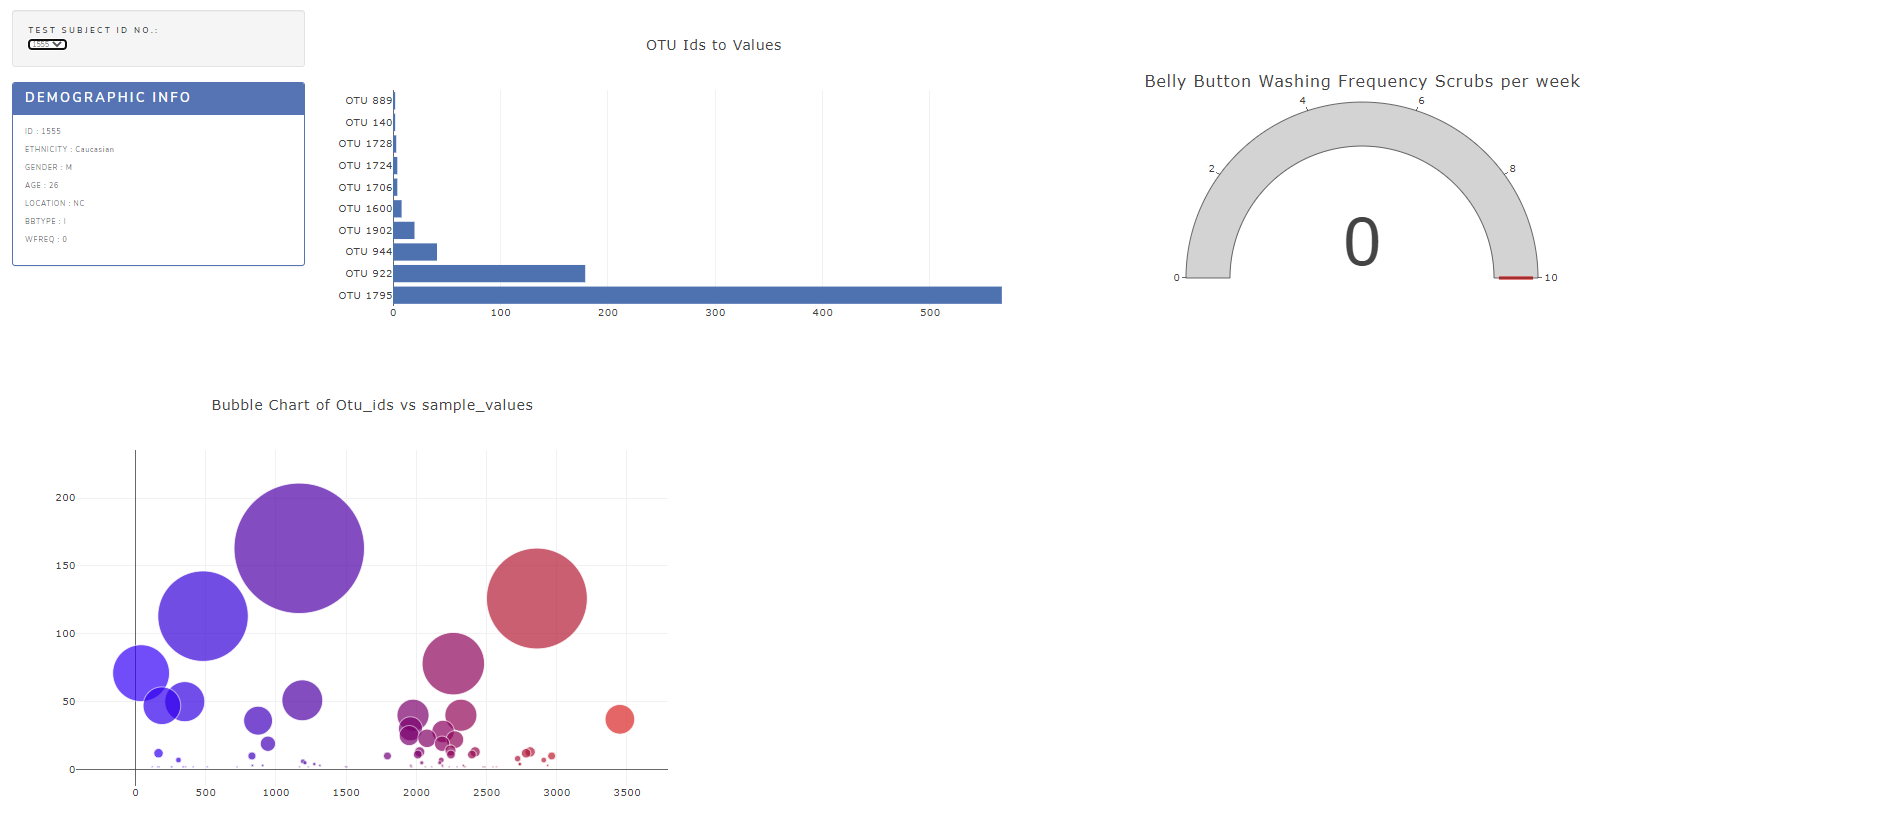 TEST SUBJECT ID NO.:
1555
DEMOGRAPHIC INFO
ID : 1555
ETHNICITY : Caucasian
GENDER : M
AGE : 26
LOCATION : NC
BBTYPE : I
WFREQ : 0
OTU Ids to Values
OTU 889
OTU 140
OTU 1728
OTU 1724
OTU 1706
OTU 1600
OTU 1902
OTU 944
OTU 922
OTU 1795
0 100 200 300 400 500
Belly Button Washing Frequency Scrubs per week
4 6
2 8
0
0 10
Bubble Chart of Otu_ids vs sample_values
200
150
100
50
0
0 500 1000 1500 2000 2500 3000 3500